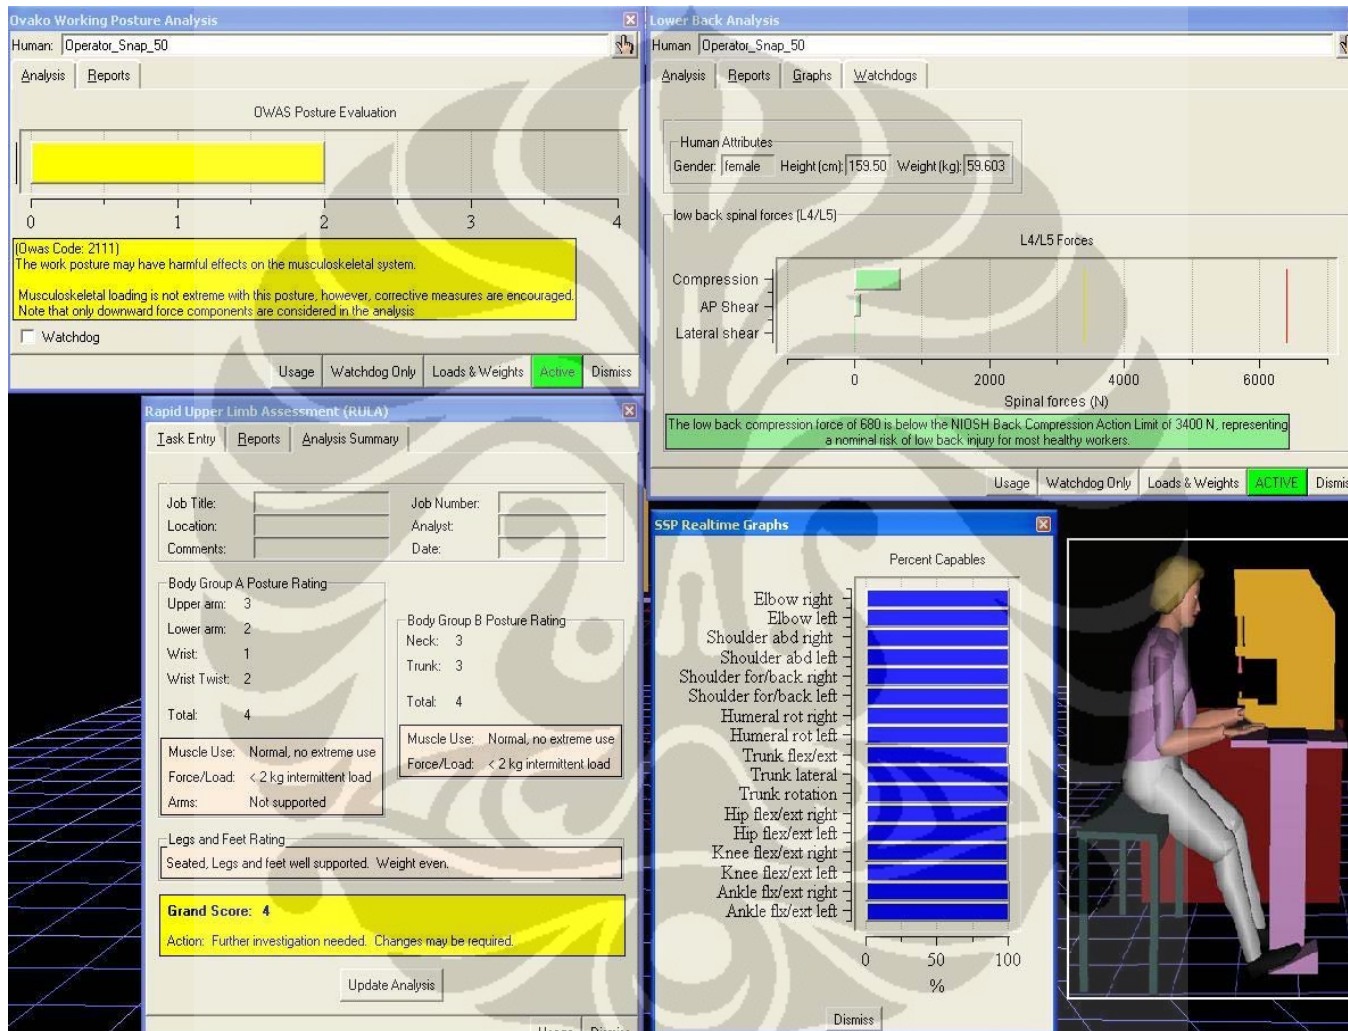 Ovako Working Posture Analysis
Human: Operator_Snap_50
Analysis Reports
OWAS Posture Evaluation
0 1 2 3 4
(Owas Code: 2111)
The work posture may have harmful effects on the musculoskeletal system.
Musculoskeletal loading is not extreme with this posture, however, corrective measures are encouraged.
Note that only downward force components are considered in the analysis
Watchdog
Usage Watchdog Only Loads & Weights Active Dismiss
Lower Back Analysis
Human Operator_Snap_50
Analysis Reports Graphs Watchdogs
Human Attributes
Gender: female Height (cm): 159.50 Weight (kg): 59.603
low back spinal forces (L4/L5)
L4/L5 Forces
Compression
AP Shear
Lateral shear
0 2000 4000 6000
Spinal forces (N)
The low back compression force of 680 is below the NIOSH Back Compression Action Limit of 3400 N, representing
a nominal risk of low back injury for most healthy workers.
Usage Watchdog Only Loads & Weights ACTIVE Dismis
Rapid Upper Limb Assessment (RULA)
Task Entry Reports Analysis Summary
Job Title: Job Number:
Location: Analyst:
Comments: Date:
Body Group A Posture Rating
Upper arm: 3
Lower arm: 2
Wrist: 1
Wrist Twist: 2
Total: 4
Muscle Use: Normal, no extreme use
Force/Load: < 2 kg intermittent load
Arms: Not supported
Body Group B Posture Rating
Neck: 3
Trunk: 3
Total: 4
Muscle Use: Normal, no extreme use
Force/Load: < 2 kg intermittent load
Legs and Feet Rating
Seated, Legs and feet well supported. Weight even.
Grand Score: 4
Action: Further investigation needed. Changes may be required.
Update Analysis
Usage Dismiss
SSP Realtime Graphs
Percent Capables
Elbow right
Elbow left
Shoulder abd right
Shoulder abd left
Shoulder for/back right
Shoulder for/back left
Humeral rot right
Humeral rot left
Trunk flex/ext
Trunk lateral
Trunk rotation
Hip flex/ext right
Hip flex/ext left
Knee flex/ext right
Knee flex/ext left
Ankle flx/ext right
Ankle flx/ext left
0 50 100
%
Dismiss